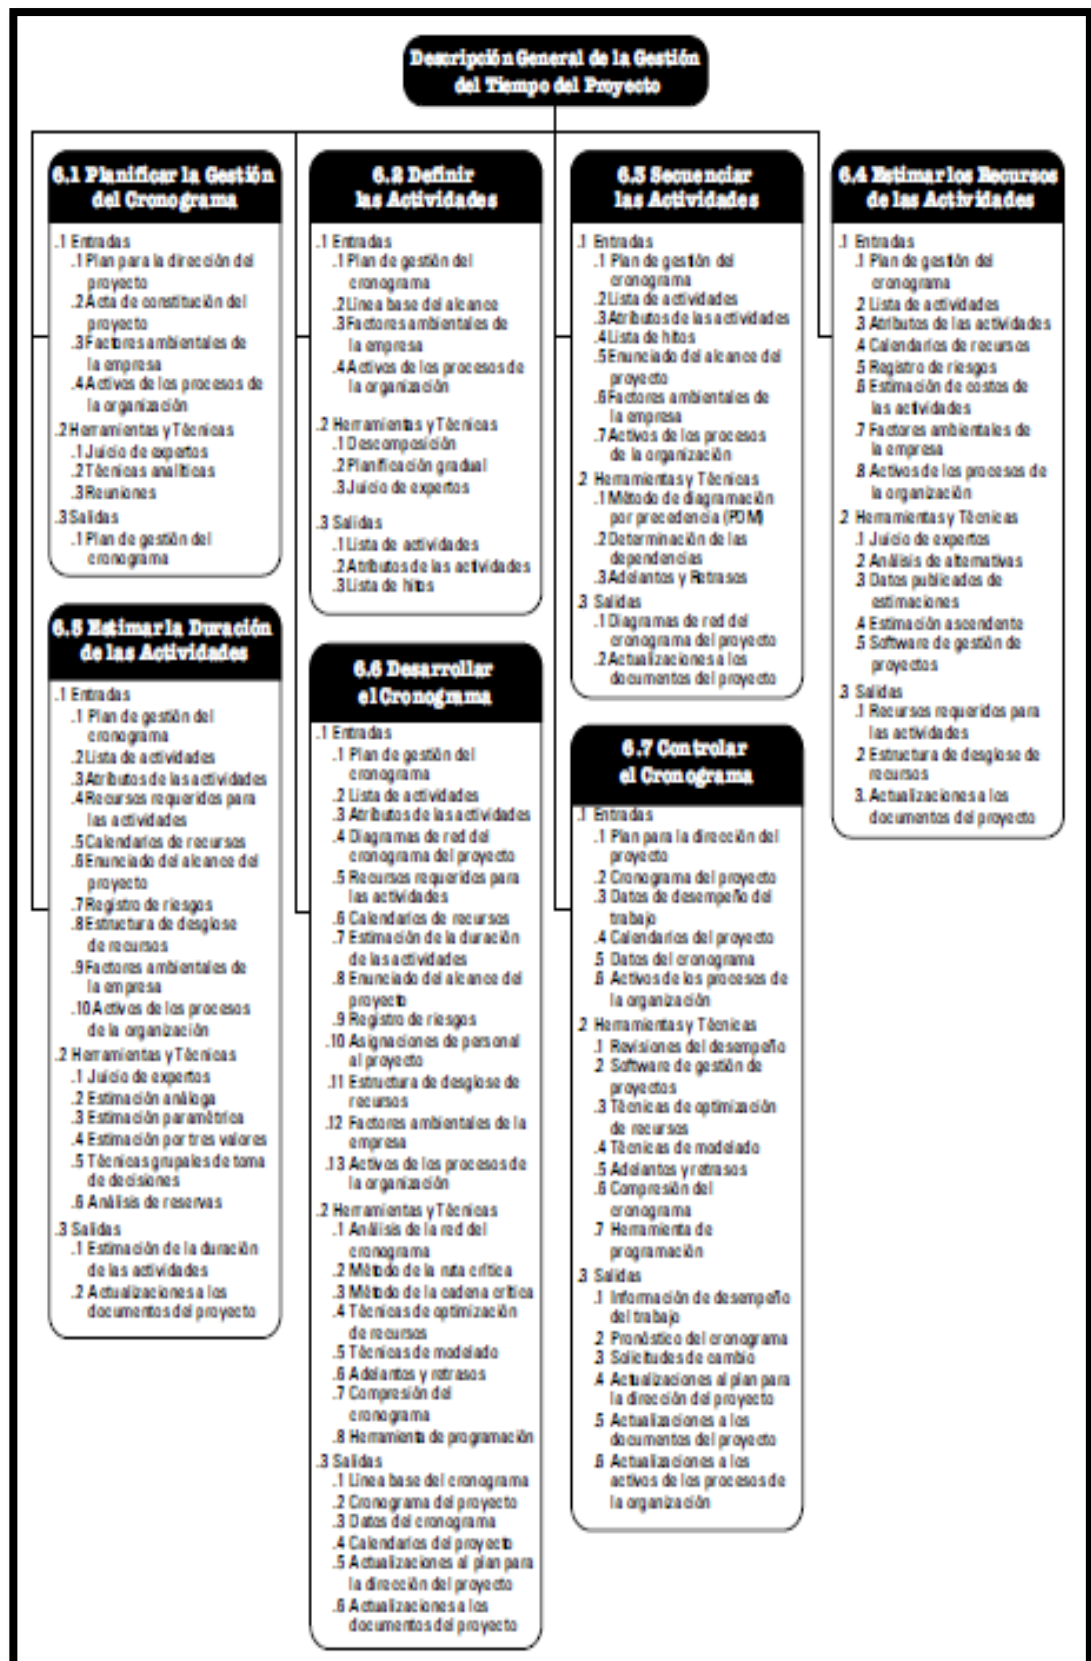 Descripción General de la Gestión
del Tiempo del Proyecto
6.1 Planificar la Gestión
del Cronograma
.1 Entradas
.1 Plan para la dirección del
proyecto
.2 Acta de constitución del
proyecto
.3 Factores ambientales de
la empresa
.4 Activos de los procesos de
la organización
.2 Herramientas y Técnicas
.1 Juicio de expertos
.2 Técnicas analíticas
.3 Reuniones
.3 Salidas
.1 Plan de gestión del
cronograma
6.2 Definir
las Actividades
.1 Entradas
.1 Plan de gestión del
cronograma
.2 Línea base del alcance
.3 Factores ambientales de
la empresa
.4 Activos de los procesos de
la organización
.2 Herramientas y Técnicas
.1 Descomposición
.2 Planificación gradual
.3 Juicio de expertos
.3 Salidas
.1 Lista de actividades
.2 Atributos de las actividades
.3 Lista de hitos
6.3 Secuenciar
las Actividades
.1 Entradas
.1 Plan de gestión del
cronograma
.2 Lista de actividades
.3 Atributos de las actividades
.4 Lista de hitos
.5 Enunciado del alcance del
proyecto
.6 Factores ambientales de
la empresa
.7 Activos de los procesos
de la organización
.2 Herramientas y Técnicas
.1 Método de diagramación
por precedencia (PDM)
.2 Determinación de las
dependencias
.3 Adelantos y Retrasos
.3 Salidas
.1 Diagramas de red del
cronograma del proyecto
.2 Actualizaciones a los
documentos del proyecto
6.4 Estimar los Recursos
de las Actividades
.1 Entradas
.1 Plan de gestión del
cronograma
.2 Lista de actividades
.3 Atributos de las actividades
.4 Calendarios de recursos
.5 Registro de riesgos
.6 Estimación de costos de
las actividades
.7 Factores ambientales de
la empresa
.8 Activos de los procesos de
la organización
.2 Herramientas y Técnicas
.1 Juicio de expertos
.2 Análisis de alternativas
.3 Datos publicados de
estimaciones
.4 Estimación ascendente
.5 Software de gestión de
proyectos
.3 Salidas
.1 Recursos requeridos para
las actividades
.2 Estructura de desglose de
recursos
3. Actualizaciones a los
documentos del proyecto
6.5 Estimar la Duración
de las Actividades
.1 Entradas
.1 Plan de gestión del
cronograma
.2 Lista de actividades
.3 Atributos de las actividades
.4 Recursos requeridos para
las actividades
.5 Calendarios de recursos
.6 Enunciado del alcance del
proyecto
.7 Registro de riesgos
.8 Estructura de desglose
de recursos
.9 Factores ambientales de
la empresa
.10 Activos de los procesos
de la organización
.2 Herramientas y Técnicas
.1 Juicio de expertos
.2 Estimación análoga
.3 Estimación paramétrica
.4 Estimación por tres valores
.5 Técnicas grupales de toma
de decisiones
.6 Análisis de reservas
.3 Salidas
.1 Estimación de la duración
de las actividades
.2 Actualizaciones a los
documentos del proyecto
6.6 Desarrollar
el Cronograma
.1 Entradas
.1 Plan de gestión del
cronograma
.2 Lista de actividades
.3 Atributos de las actividades
.4 Diagramas de red del
cronograma del proyecto
.5 Recursos requeridos para
las actividades
.6 Calendarios de recursos
.7 Estimación de la duración
de las actividades
.8 Enunciado del alcance del
proyecto
.9 Registro de riesgos
.10 Asignaciones de personal
al proyecto
.11 Estructura de desglose de
recursos
.12 Factores ambientales de la
empresa
.13 Activos de los procesos de
la organización
.2 Herramientas y Técnicas
.1 Análisis de la red del
cronograma
.2 Método de la ruta crítica
.3 Método de la cadena crítica
.4 Técnicas de optimización
de recursos
.5 Técnicas de modelado
.6 Adelantos y retrasos
.7 Compresión del
cronograma
.8 Herramienta de programación
.3 Salidas
.1 Línea base del cronograma
.2 Cronograma del proyecto
.3 Datos del cronograma
.4 Calendarios del proyecto
.5 Actualizaciones al plan para
la dirección del proyecto
.6 Actualizaciones a los
documentos del proyecto
6.7 Controlar
el Cronograma
.1 Entradas
.1 Plan para la dirección del
proyecto
.2 Cronograma del proyecto
.3 Datos de desempeño del
trabajo
.4 Calendarios del proyecto
.5 Datos del cronograma
.6 Activos de los procesos de
la organización
.2 Herramientas y Técnicas
.1 Revisiones del desempeño
.2 Software de gestión de
proyectos
.3 Técnicas de optimización
de recursos
.4 Técnicas de modelado
.5 Adelantos y retrasos
.6 Compresión del
cronograma
.7 Herramienta de
programación
.3 Salidas
.1 Información de desempeño
del trabajo
.2 Pronóstico del cronograma
.3 Solicitudes de cambio
.4 Actualizaciones al plan para
la dirección del proyecto
.5 Actualizaciones a los
documentos del proyecto
.6 Actualizaciones a los
activos de los procesos de
la organización